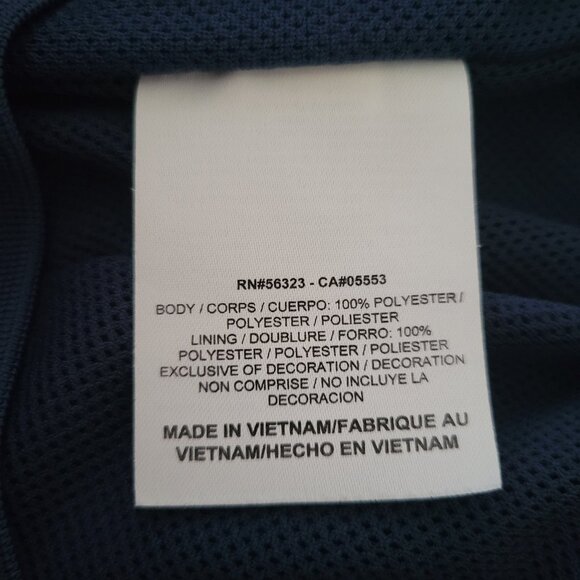 RN#56323 - CA#05553
BODY / CORPS / CUERPO: 100% POLYESTER /
POLYESTER / POLIESTER
LINING / DOUBLURE / FORRO: 100%
POLYESTER / POLYESTER / POLIESTER
EXCLUSIVE OF DECORATION / DECORATION
NON COMPRISE / NO INCLUYE LA
DECORACION
MADE IN VIETNAM/FABRIQUE AU
VIETNAM/HECHO EN VIETNAM